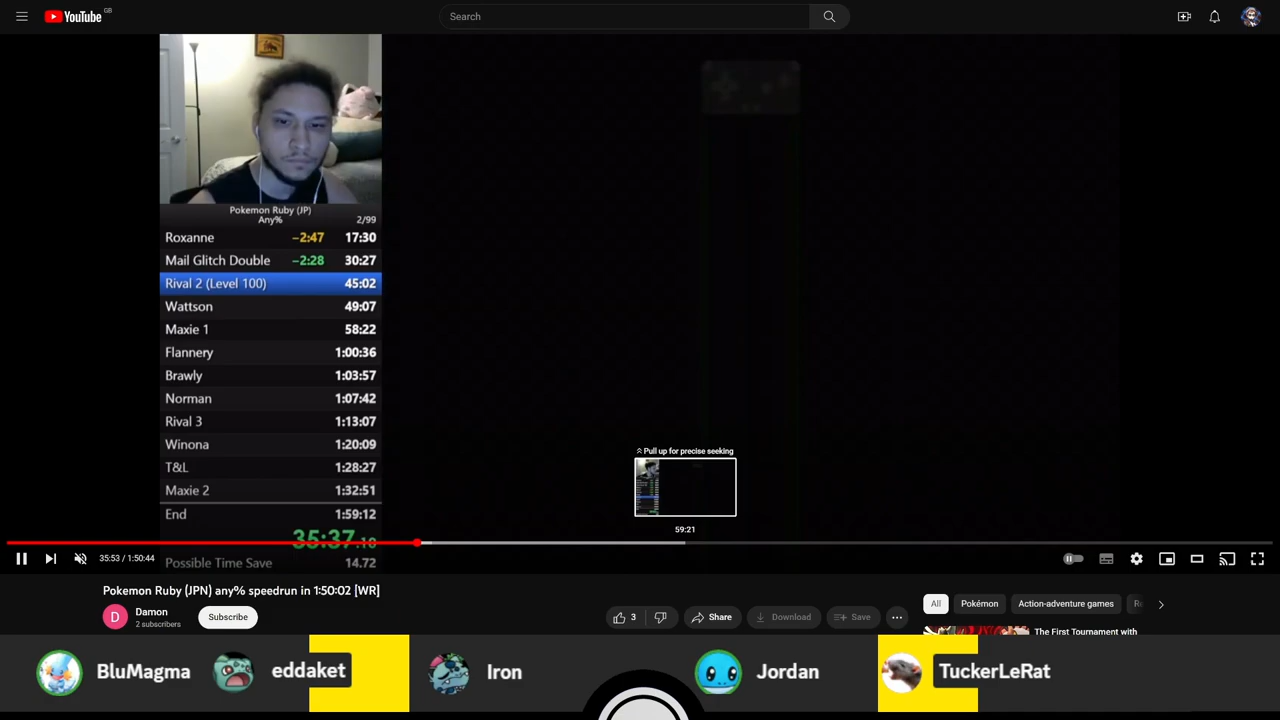 YouTube GB
Search
Pokemon Ruby (JP)
Any% 2/99
Roxanne −2:47 17:30
Mail Glitch Double −2:28 30:27
Rival 2 (Level 100) 45:02
Wattson 49:07
Maxie 1 58:22
Flannery 1:00:36
Brawly 1:03:57
Norman 1:07:42
Rival 3 1:13:07
Winona 1:20:09
T&L 1:28:27
Maxie 2 1:32:51
End 1:59:12
35:37.10
Possible Time Save 14.72
Pull up for precise seeking
59:21
35:53 / 1:50:44
Pokemon Ruby (JPN) any% speedrun in 1:50:02 [WR]
D
Damon
2 subscribers
Subscribe
3
Share
Download
Save
All
Pokémon
Action-adventure games
Re
The First Tournament with
BluMagma
eddaket
Iron
Jordan
TuckerLeRat